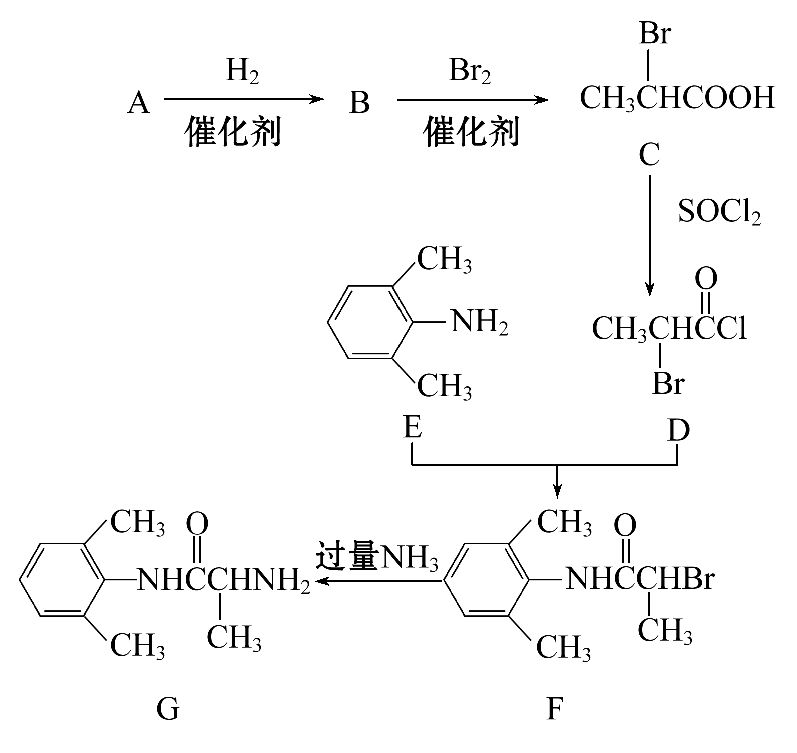 Br
A H₂ 催化剂 B Br₂ 催化剂 CH₃CHCOOH
C
SOCl₂
CH₃
NH₂
CH₃
E
O
CH₃CHCCl
Br
D
CH₃ O
NHCCHBr
CH₃ CH₃
F
过量NH₃
CH₃ O
NHCCHNH₂
CH₃ CH₃
G